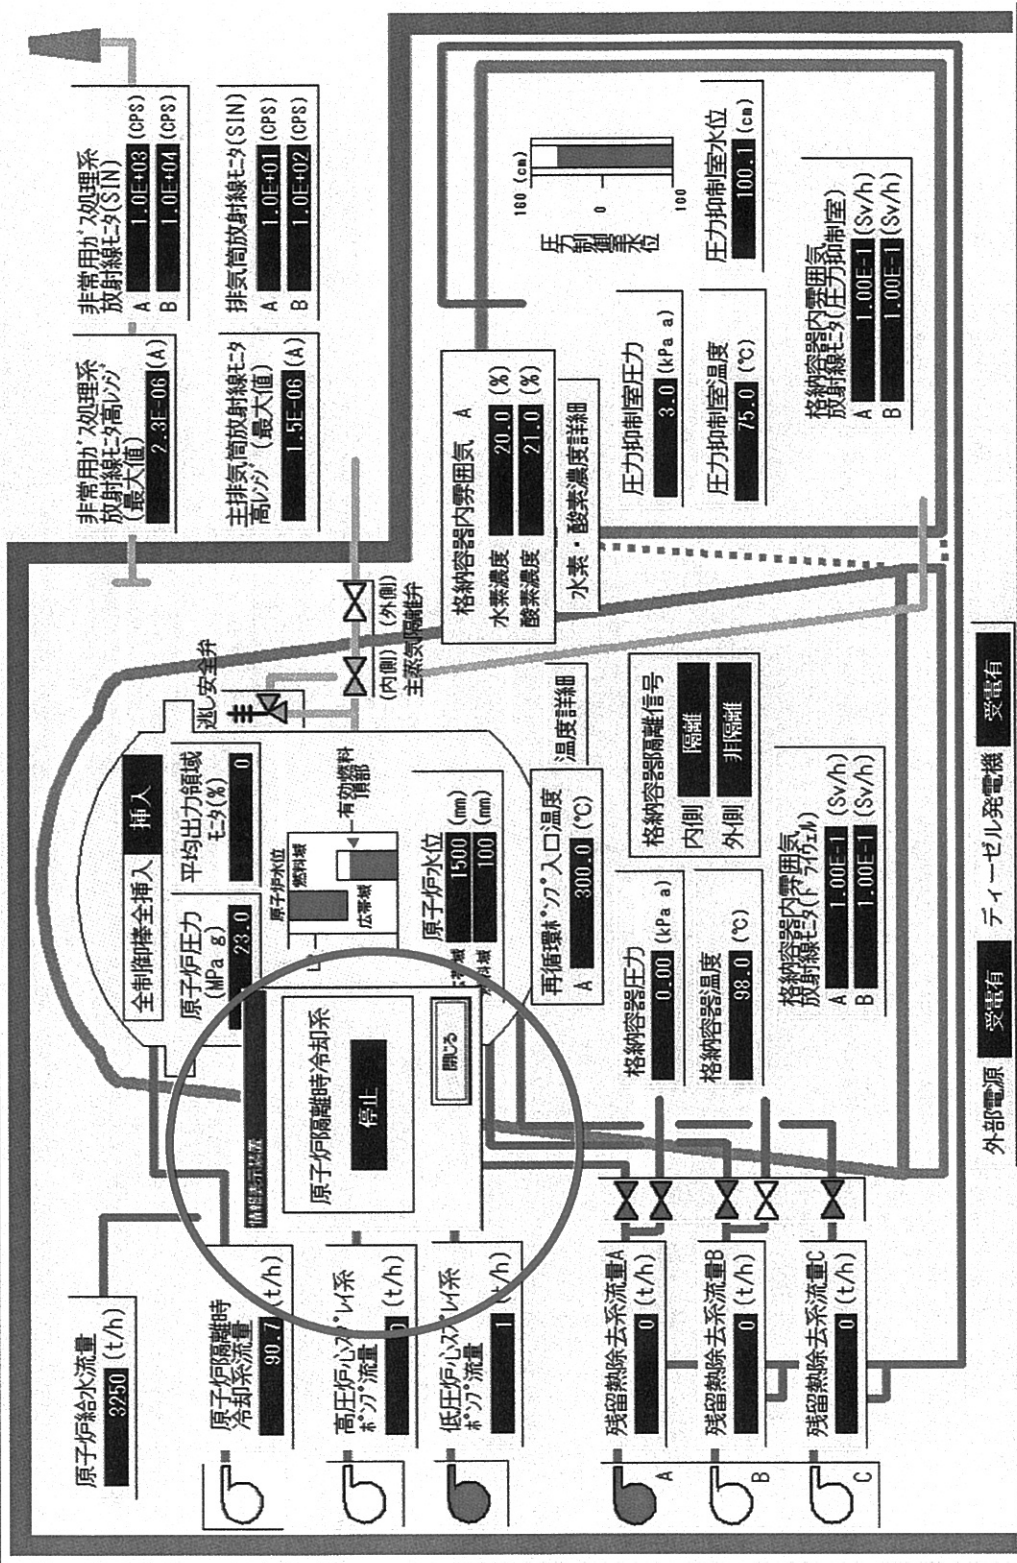 非常用ガス処理系
放射線モニタ高レンジ
(最大値)
2.3E-06 (A)
非常用ガス処理系
放射線モニタ(SIN)
A 1.0E+03 (CPS)
B 1.0E+04 (CPS)
主排気筒放射線モニタ
高レンジ (最大値)
1.5E-06 (A)
排気筒放射線モニタ(SIN)
A 1.0E+01 (CPS)
B 1.0E+02 (CPS)
原子炉給水流量
3250 (t/h)
全制御棒全挿入 挿入
原子炉圧力
(MPa g)
23.0
平均出力領域
モニタ(%)
0
逃し安全弁
(内側) (外側)
主蒸気隔離弁
原子炉隔離時
冷却系流量
90.7 (t/h)
原子炉隔離時冷却系
停止
閉じる
原子炉水位
燃料域
広帯域
有効燃料
頂部
高圧炉心スプレイ系
ポンプ流量
0 (t/h)
低圧炉心スプレイ系
ポンプ流量
1 (t/h)
原子炉水位
1500 (mm)
100 (mm)
再循環ポンプ入口温度
A 300.0 (℃)
温度詳細
格納容器内雰囲気 A
水素濃度 20.0 (%)
酸素濃度 21.0 (%)
水素・酸素濃度詳細
圧力抑制室水位
160 (cm)
0
100
圧力抑制室圧力
3.0 (kPa a)
圧力抑制室温度
75.0 (℃)
圧力抑制室水位
100.1 (cm)
残留熱除去系流量A
0 (t/h)
A
残留熱除去系流量B
0 (t/h)
B
残留熱除去系流量C
0 (t/h)
C
格納容器圧力
0.00 (kPa a)
格納容器温度
98.0 (℃)
格納容器隔離信号
内側 隔離
外側 非隔離
格納容器内雰囲気
放射線モニタ(ドライウェル)
A 1.00E-1 (Sv/h)
B 1.00E-1 (Sv/h)
格納容器内雰囲気
放射線モニタ(圧力抑制室)
A 1.00E-1 (Sv/h)
B 1.00E-1 (Sv/h)
外部電源 受電有 ディーゼル発電機 受電有